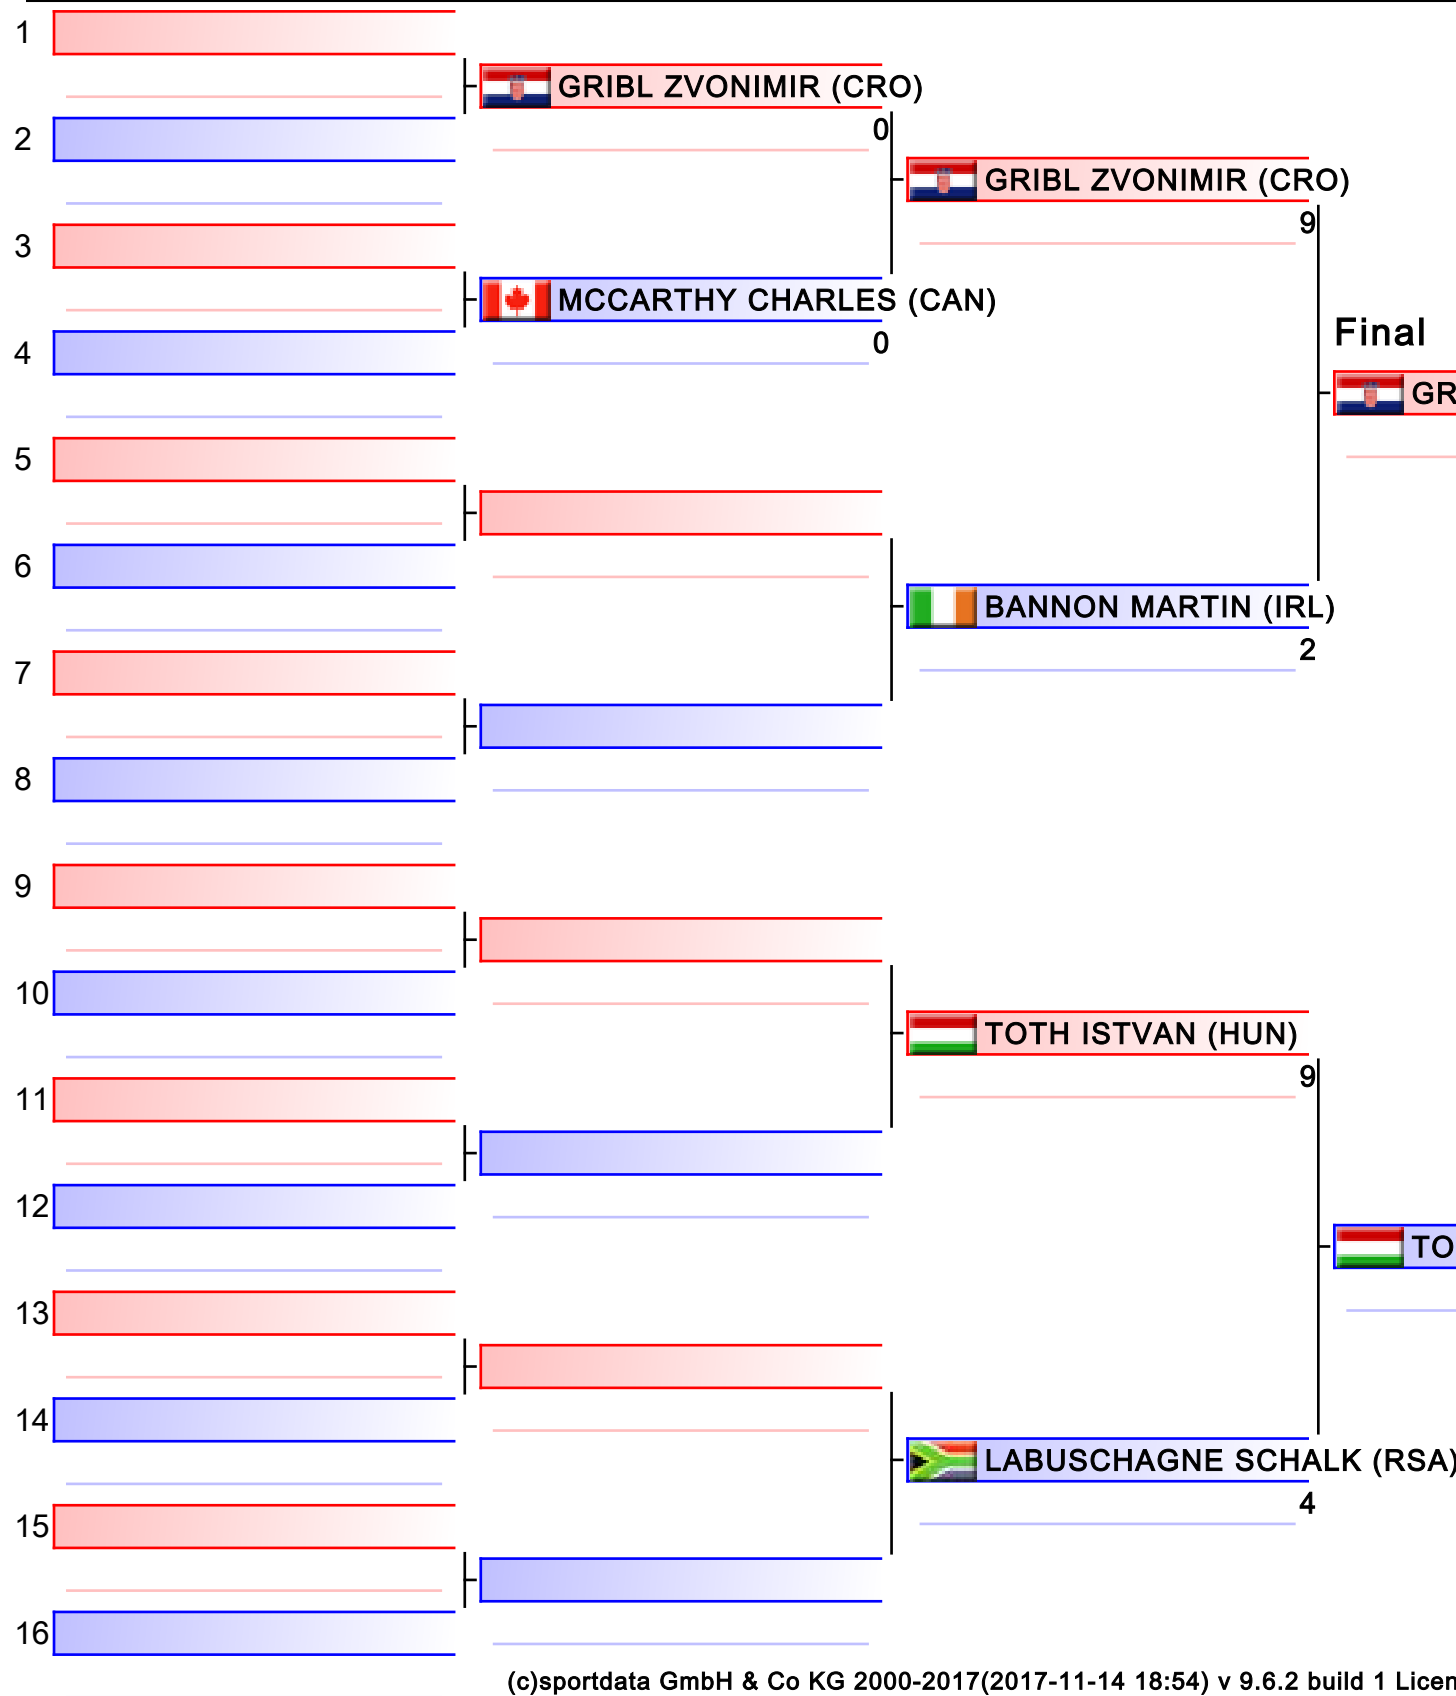 1
GRIBL ZVONIMIR (CRO)
0
2
GRIBL ZVONIMIR (CRO)
9
3
MCCARTHY CHARLES (CAN)
0
Final
4
GR
5
6
BANNON MARTIN (IRL)
2
7
8
9
10
TOTH ISTVAN (HUN)
9
11
12
TO
13
14
LABUSCHAGNE SCHALK (RSA)
4
15
16
(c)sportdata GmbH & Co KG 2000-2017(2017-11-14 18:54) v 9.6.2 build 1 Licen